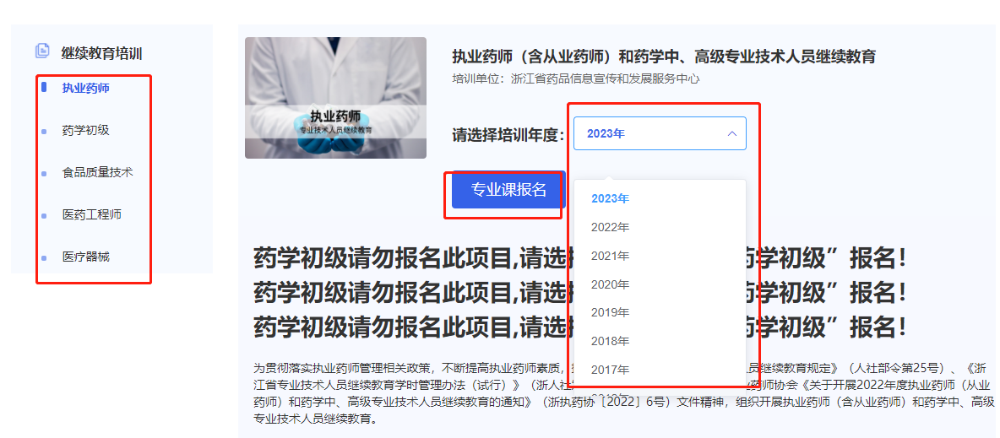 继续教育培训
执业药师
药学初级
食品质量技术
医药工程师
医疗器械
执业药师
专业技术人员继续教育
执业药师（含从业药师）和药学中、高级专业技术人员继续教育
培训单位：浙江省药品信息宣传和发展服务中心
请选择培训年度：
2023年
专业课报名
2023年
2022年
2021年
2020年
2019年
2018年
2017年
药学初级请勿报名此项目,请选 药学初级”报名！
药学初级请勿报名此项目,请选 药学初级”报名！
药学初级请勿报名此项目,请选 药学初级”报名！
为贯彻落实执业药师管理相关政策，不断提高执业药师素质， 员继续教育规定》（人社部令第25号）、《浙
江省专业技术人员继续教育学时管理办法（试行）》（浙人社 业药师协会《关于开展2022年度执业药师（从业
药师）和药学中、高级专业技术人员继续教育的通知》（浙执药协〔2022〕6号）文件精神，组织开展执业药师（含从业药师）和药学中、高级
专业技术人员继续教育。